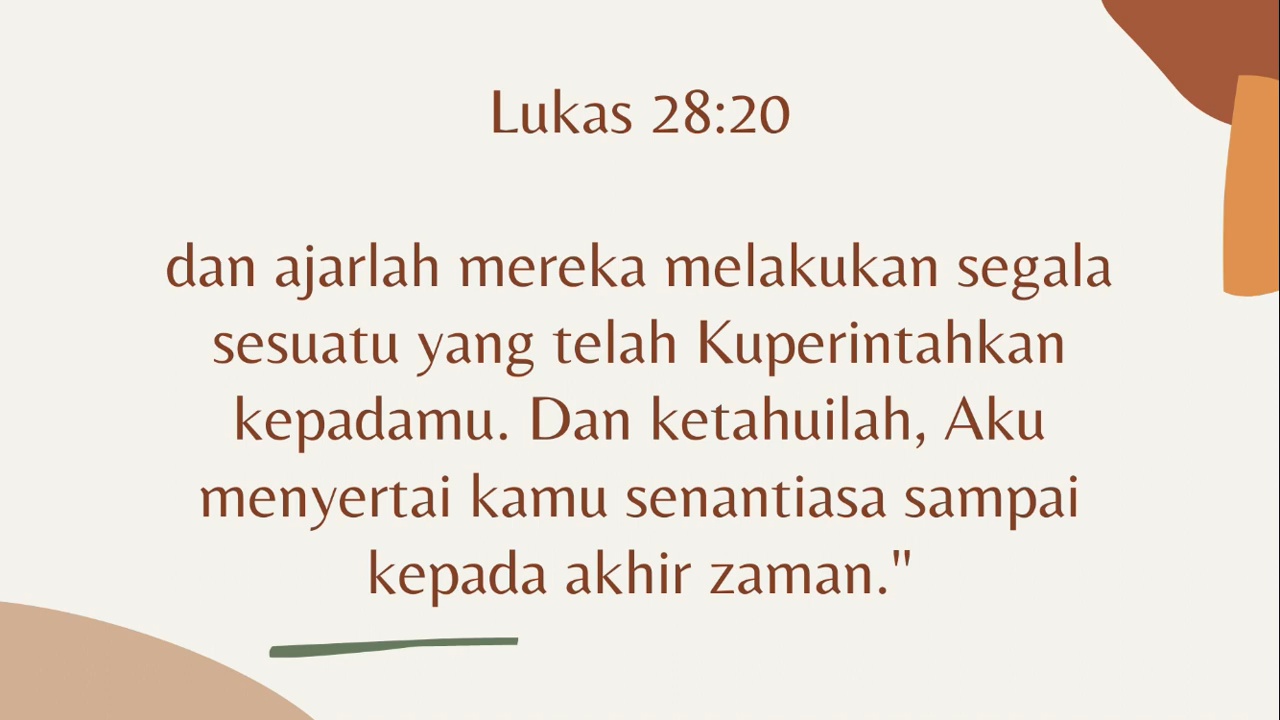 Lukas 28:20
dan ajarlah mereka melakukan segala
sesuatu yang telah Kuperintahkan
kepadamu. Dan ketahuilah, Aku
menyertai kamu senantiasa sampai
kepada akhir zaman."